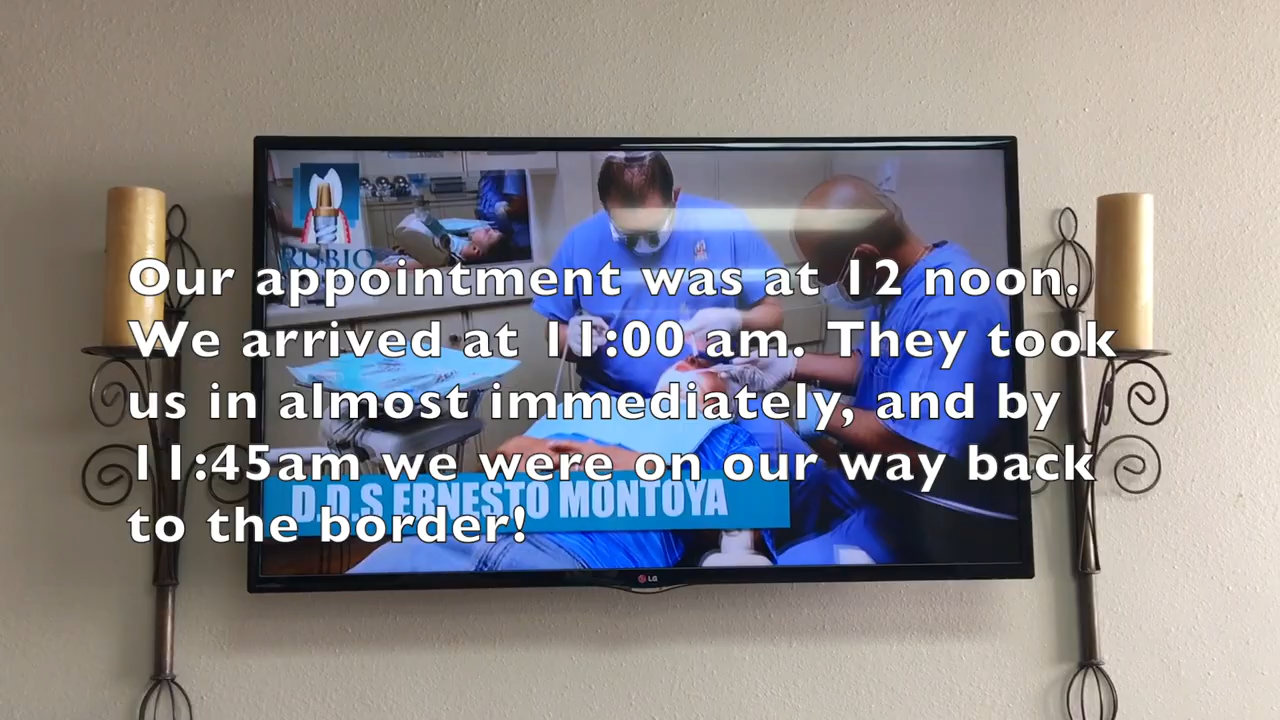 RUBIO
Our appointment was at 12 noon.
We arrived at 11:00 am. They took
us in almost immediately, and by
11:45am we were on our way back
to the border!
D.D.S ERNESTO MONTOYA
LG